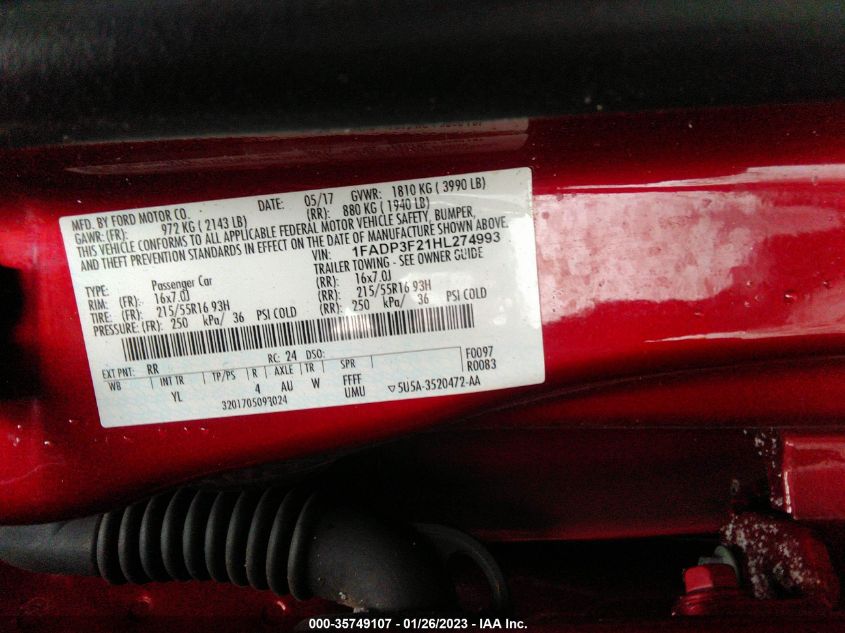 MFD. BY FORD MOTOR CO. DATE: 05/17 GVWR: 1810 KG ( 3990 LB)
GAWR: (FR): 972 KG ( 2143 LB) (RR): 880 KG ( 1940 LB)
THIS VEHICLE CONFORMS TO ALL APPLICABLE FEDERAL MOTOR VEHICLE SAFETY, BUMPER,
AND THEFT PREVENTION STANDARDS IN EFFECT ON THE DATE OF MANUFACTURE SHOWN ABOVE.
VIN: 1FADP3F21HL274993
TYPE: Passenger Car TRAILER TOWING - SEE OWNER GUIDE
RIM: (FR): 16x7.0J (RR): 16x7.0J
TIRE: (FR): 215/55R16 93H (RR): 215/55R16 93H
PRESSURE: (FR): 250 kPa/ 36 PSI COLD (RR): 250 kPa/ 36 PSI COLD
EXT PNT: RR RC: 24 DSO: F0097
WB INT TR TP/PS R AXLE TR SPR R0083
YL 4 AU W FFFF
3201705093024 UMU ▽5U5A-3520472-AA
000-35749107 - 01/26/2023 - IAA Inc.